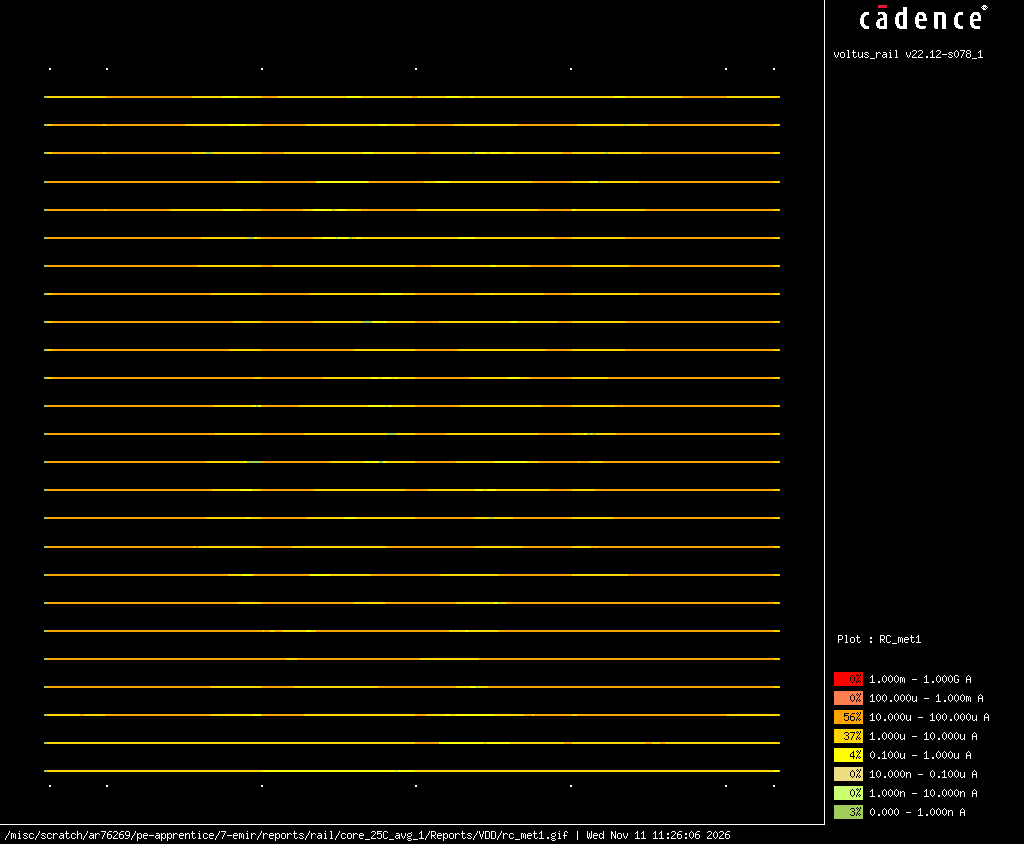 cādence®
voltus_rail v22.12-s078_1
Plot : RC_met1
0% 1.000m - 1.000G A
0% 100.000u - 1.000m A
56% 10.000u - 100.000u A
37% 1.000u - 10.000u A
4% 0.100u - 1.000u A
0% 10.000n - 0.100u A
0% 1.000n - 10.000n A
3% 0.000 - 1.000n A
/misc/scratch/ar76269/pe-apprentice/7-emir/reports/rail/core_25C_avg_1/Reports/VDD/rc_met1.gif | Wed Nov 11 11:26:06 2026